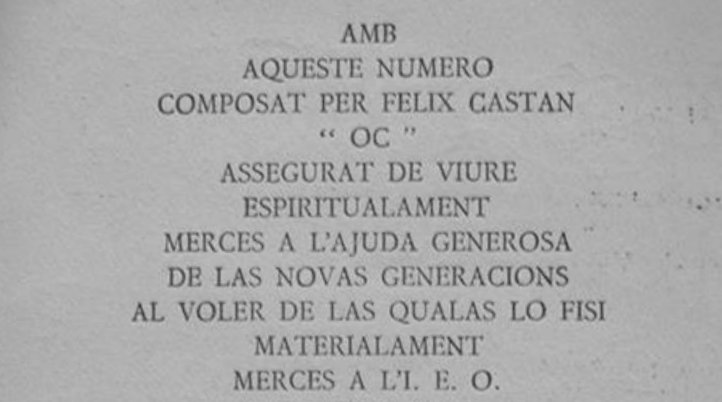 AMB
AQUESTE NUMERO
COMPOSAT PER FELIX CASTAN
“ OC ”
ASSEGURAT DE VIURE
ESPIRITUALAMENT
MERCES A L'AJUDA GENEROSA
DE LAS NOVAS GENERACIONS
AL VOLER DE LAS QUALAS LO FISI
MATERIALAMENT
MERCES A L'I. E. O.